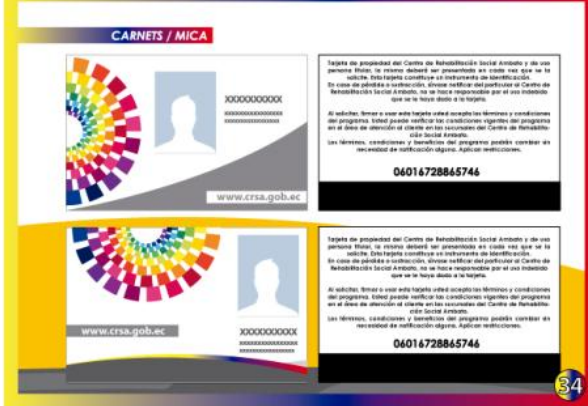 CARNETS / MICA
XXXXXXXXXX
XXXXXXXXXXXXXXXXX
XXXXXXXXXXXXXXXXX
www.crsa.gob.ec
Tarjeta de propiedad del Centro de Rehabilitación Social Ambato y de uso
persona titular, la misma deberá ser presentada en cada vez que se la
solicite. Esta tarjeta constituye un instrumento de identificación.
En caso de pérdida o sustracción, sírvase notificar del particular al Centro de
Rehabilitación Social Ambato, no se hace responsable por el uso indebido
que se le haya dado a la tarjeta.
Al solicitar, firmar o usar esta tarjeta usted acepta los términos y condiciones
del programa. Usted puede verificar las condiciones vigentes del programa
en el área de atención al cliente en las sucursales del Centro de Rehabilita-
ción Social Ambato.
Los términos, condiciones y beneficios del programa podrán cambiar sin
necesidad de notificación alguna. Aplican restricciones.
06016728865746
www.crsa.gob.ec
XXXXXXXXXX
XXXXXXXXXXXXXXXXX
XXXXXXXXXXXXXXXXX
Tarjeta de propiedad del Centro de Rehabilitación Social Ambato y de uso
persona titular, la misma deberá ser presentada en cada vez que se la
solicite. Esta tarjeta constituye un instrumento de identificación.
En caso de pérdida o sustracción, sírvase notificar del particular al Centro de
Rehabilitación Social Ambato, no se hace responsable por el uso indebido
que se le haya dado a la tarjeta.
Al solicitar, firmar o usar esta tarjeta usted acepta los términos y condiciones
del programa. Usted puede verificar las condiciones vigentes del programa
en el área de atención al cliente en las sucursales del Centro de Rehabilita-
ción Social Ambato.
Los términos, condiciones y beneficios del programa podrán cambiar sin
necesidad de notificación alguna. Aplican restricciones.
06016728865746
34